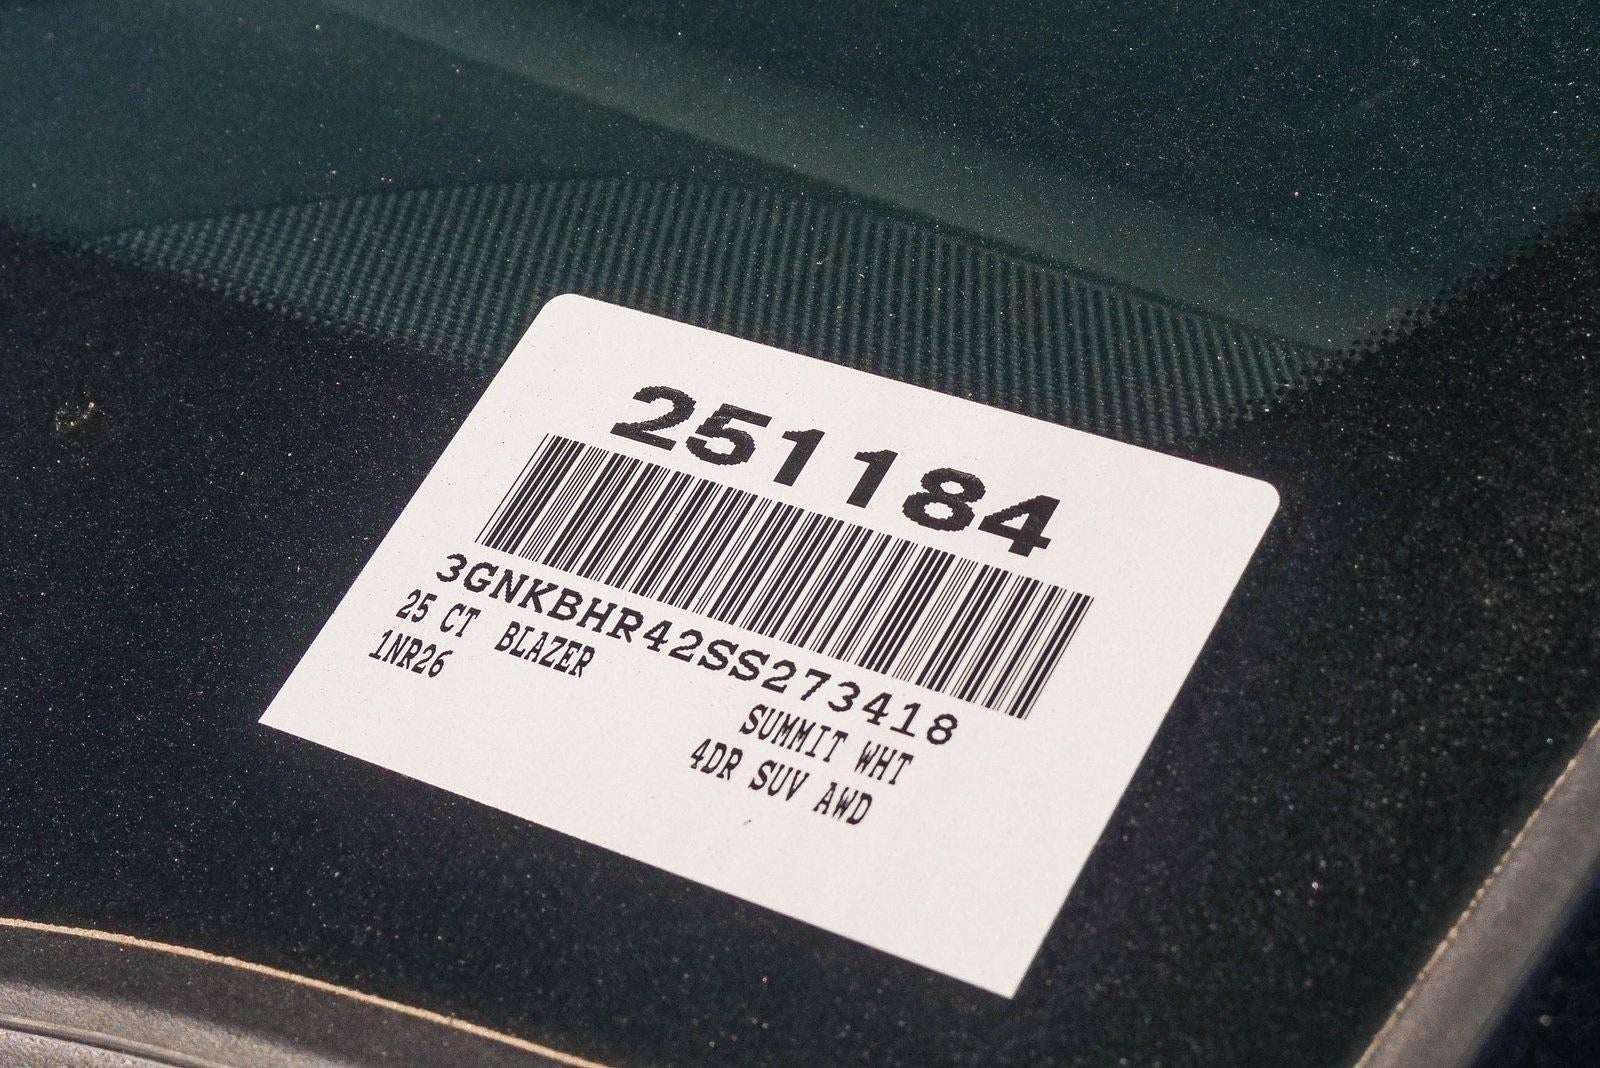 251184
3GNKBHR42SS273418
25 CT BLAZER
SUMMIT WHT
1NR26
4DR SUV AWD